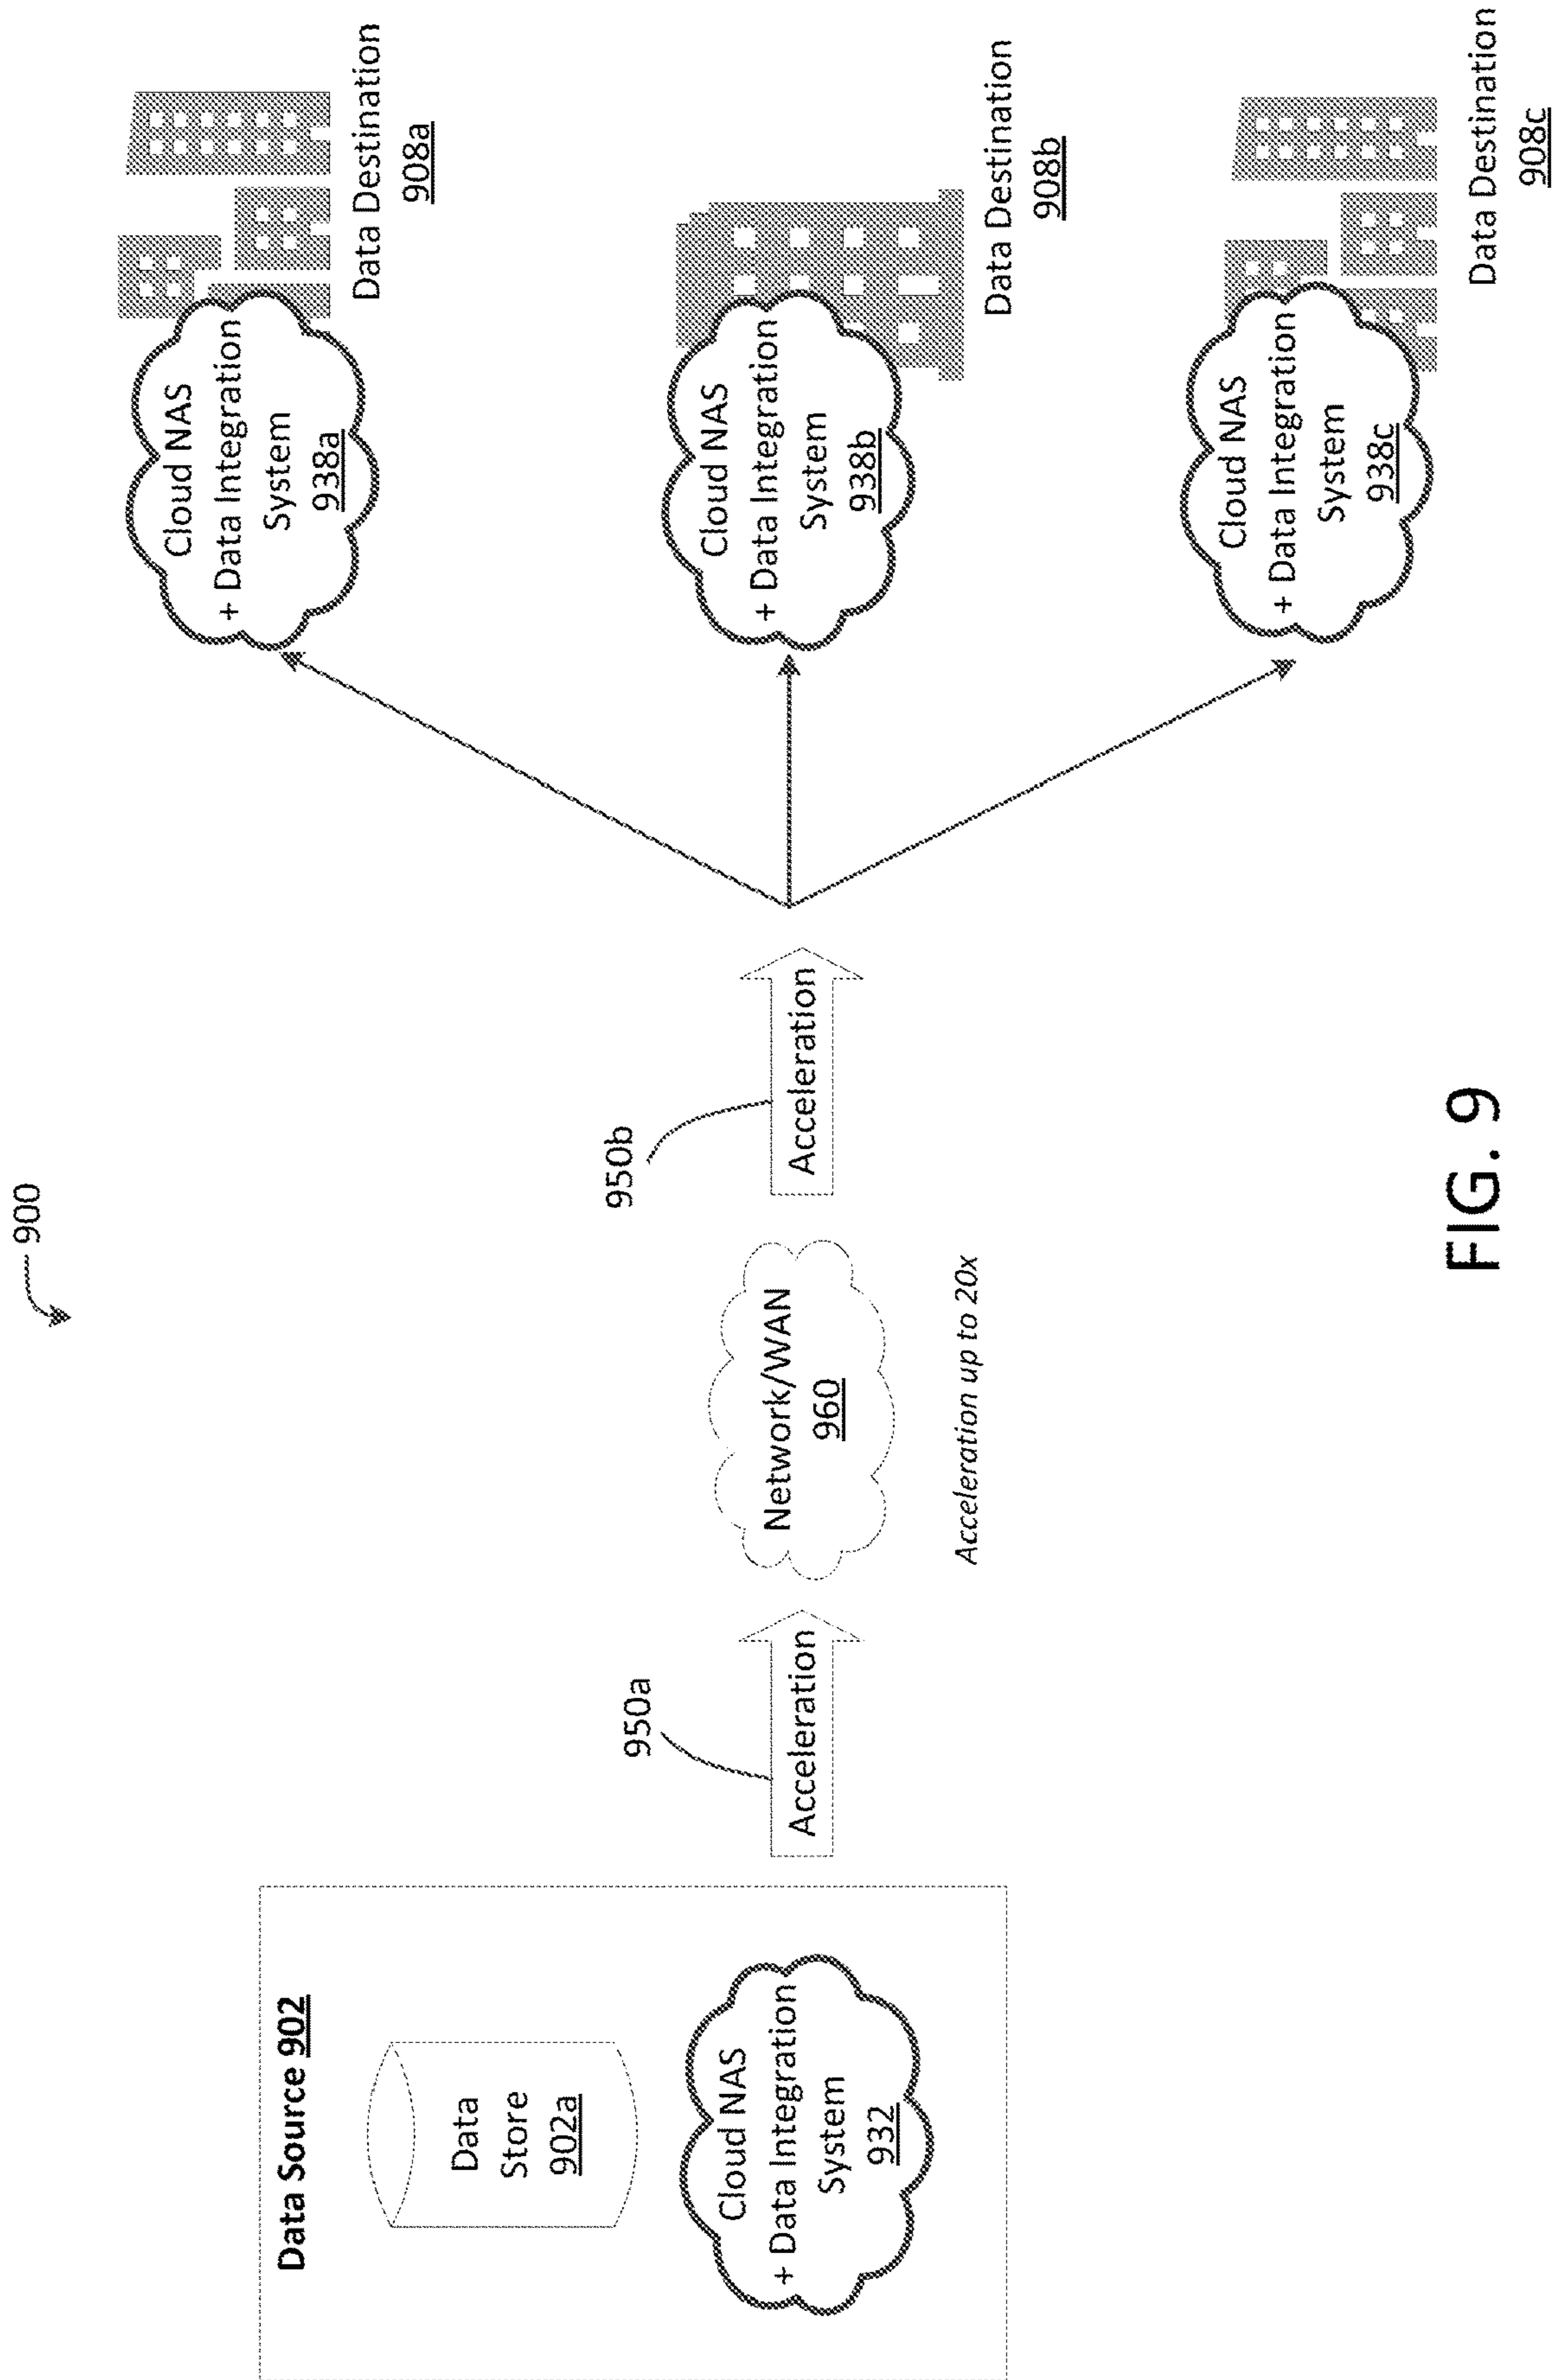 900
Data Source 902
Data
Store
902a
Cloud NAS
+ Data Integration
System
932
950a
Acceleration
Network/WAN
960
Acceleration up to 20x
950b
Acceleration
Cloud NAS
+ Data Integration
System
938a
Data Destination
908a
Cloud NAS
+ Data Integration
System
938b
Data Destination
908b
Cloud NAS
+ Data Integration
System
938c
Data Destination
908c
FIG. 9